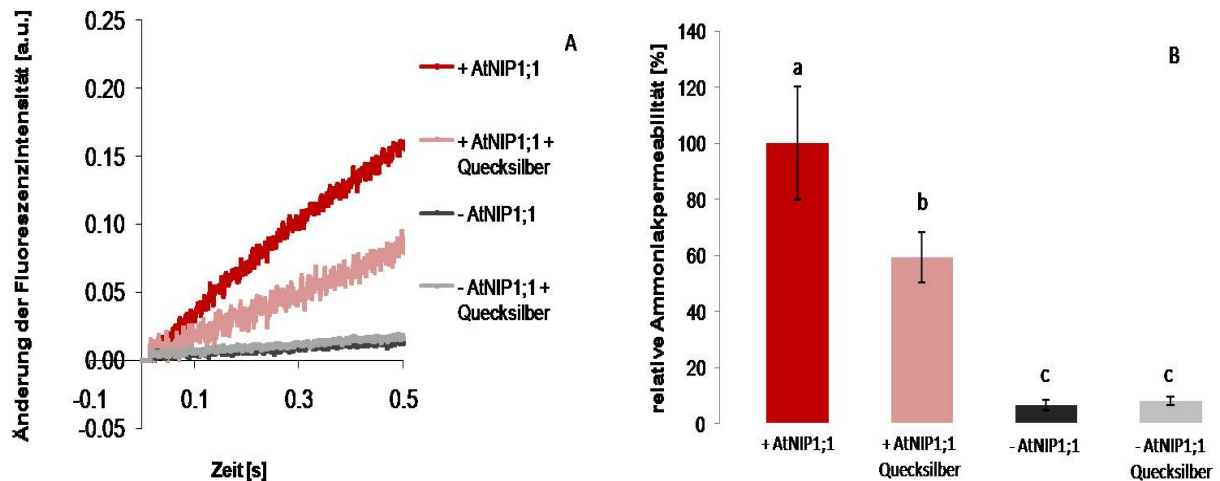 Änderung der Fluoreszenzintensität [a.u.]
0.25
0.20
0.15
0.10
0.05
0.00
-0.05
-0.1
0.1
0.3
0.5
Zeit [s]
A
+ AtNIP1;1
+ AtNIP1;1 +
Quecksilber
- AtNIP1;1
- AtNIP1;1 +
Quecksilber
relative Ammoniakpermeabilität [%]
140
120
100
80
60
40
20
0
B
a
b
c
c
+ AtNIP1;1
+ AtNIP1;1
Quecksilber
- AtNIP1;1
- AtNIP1;1
Quecksilber